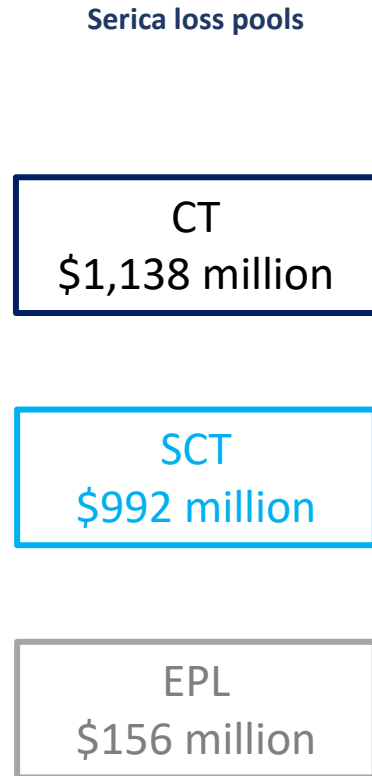 Serica loss pools
CT
$1,138 million
SCT
$992 million
EPL
$156 million